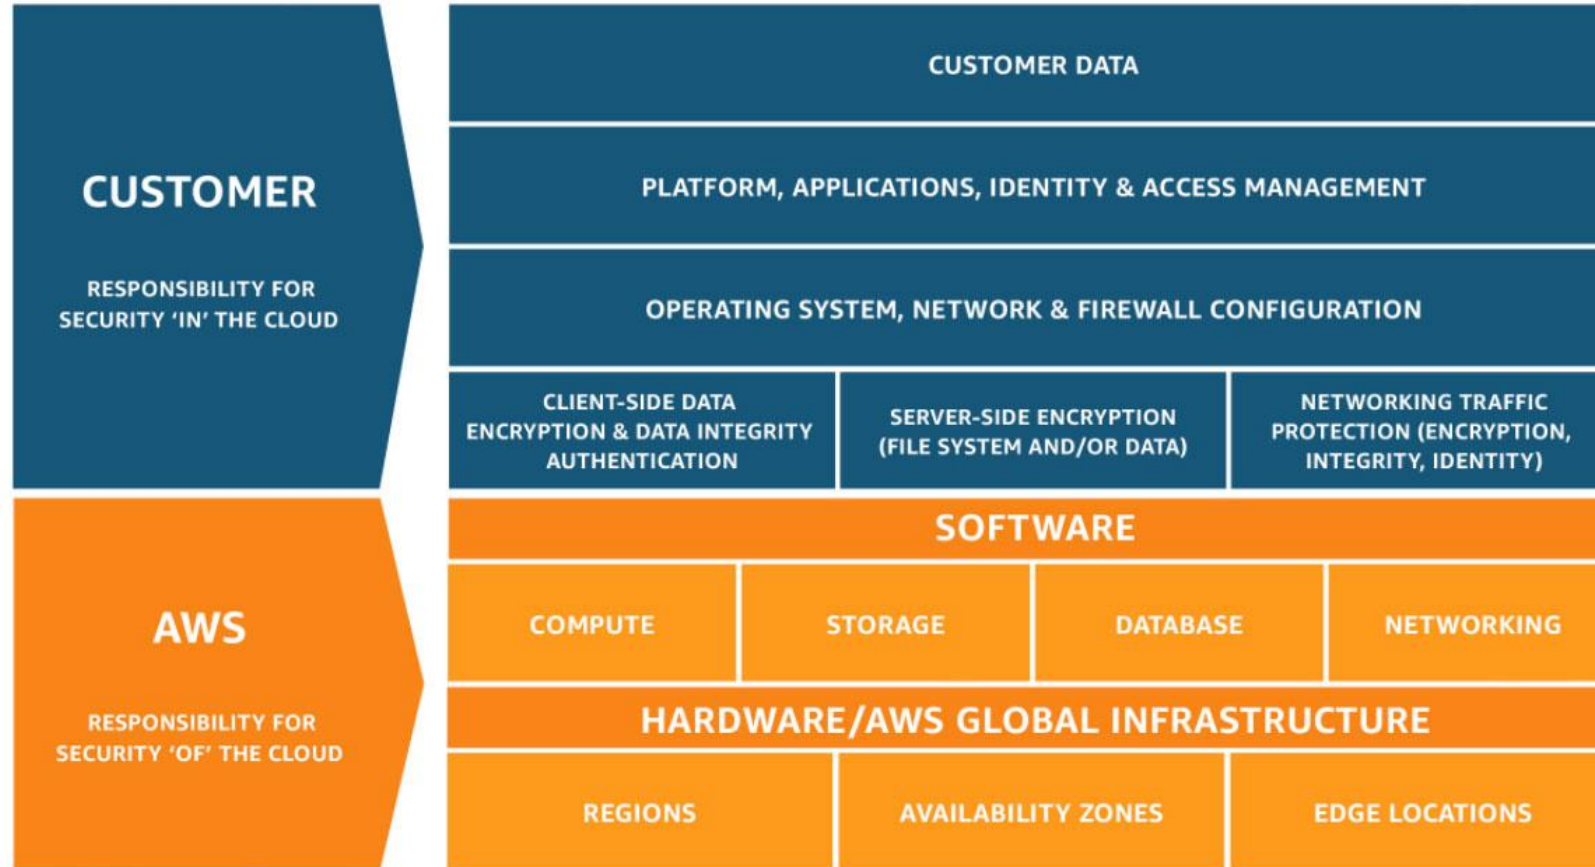 CUSTOMER
RESPONSIBILITY FOR
SECURITY ‘IN’ THE CLOUD
CUSTOMER DATA
PLATFORM, APPLICATIONS, IDENTITY & ACCESS MANAGEMENT
OPERATING SYSTEM, NETWORK & FIREWALL CONFIGURATION
CLIENT-SIDE DATA
ENCRYPTION & DATA INTEGRITY
AUTHENTICATION
SERVER-SIDE ENCRYPTION
(FILE SYSTEM AND/OR DATA)
NETWORKING TRAFFIC
PROTECTION (ENCRYPTION,
INTEGRITY, IDENTITY)
AWS
RESPONSIBILITY FOR
SECURITY ‘OF’ THE CLOUD
SOFTWARE
COMPUTE
STORAGE
DATABASE
NETWORKING
HARDWARE/AWS GLOBAL INFRASTRUCTURE
REGIONS
AVAILABILITY ZONES
EDGE LOCATIONS